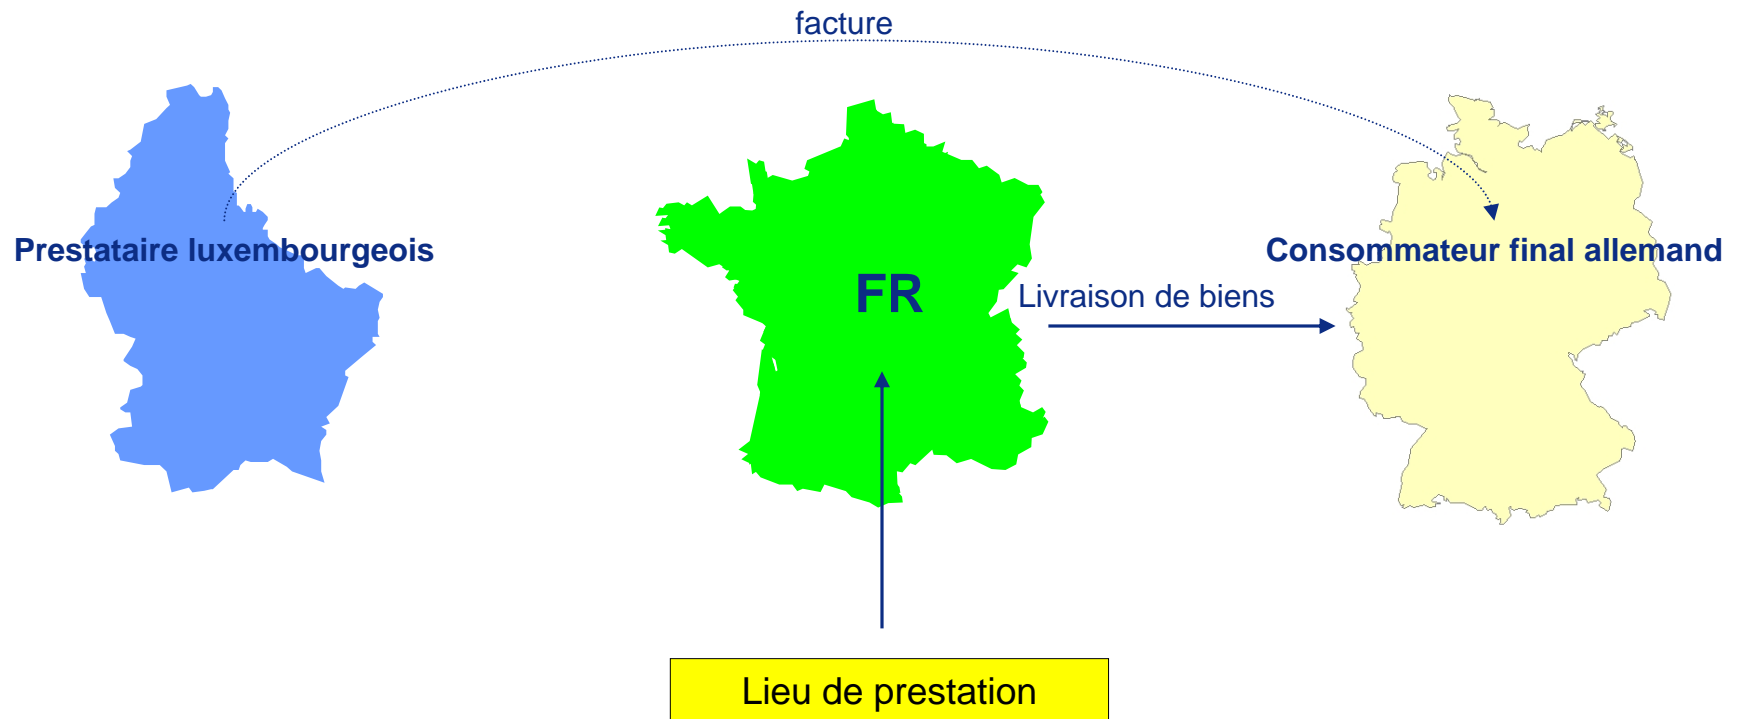 facture
Prestataire luxembourgeois
Consommateur final allemand
FR
Livraison de biens
Lieu de prestation